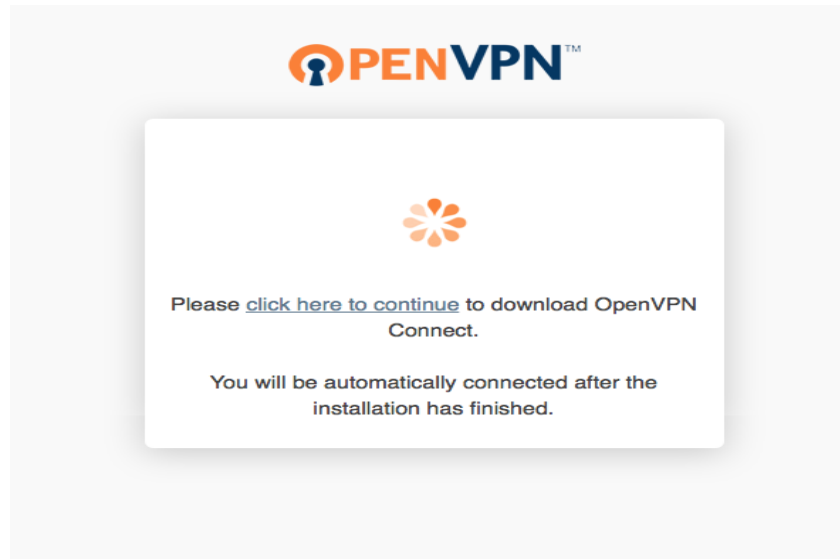 OPENVPN™
Please click here to continue to download OpenVPN
Connect.
You will be automatically connected after the
installation has finished.